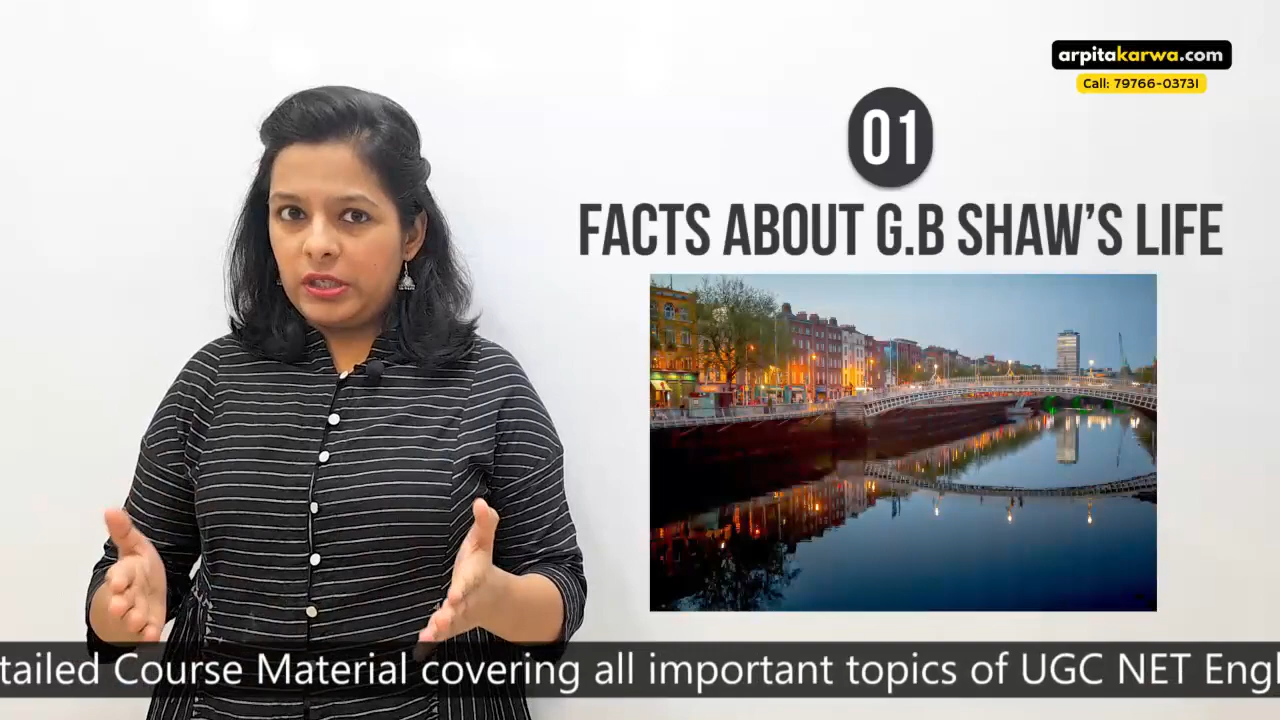 arpitakarwa.com
Call: 79766-03731
01
FACTS ABOUT G.B SHAW'S LIFE
tailed Course Material covering all important topics of UGC NET Engl